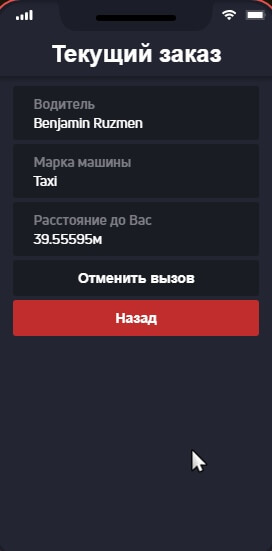 Текущий заказ
Водитель
Benjamin Ruzmen
Марка машины
Taxi
Расстояние до Вас
39.55595м
Отменить вызов
Назад